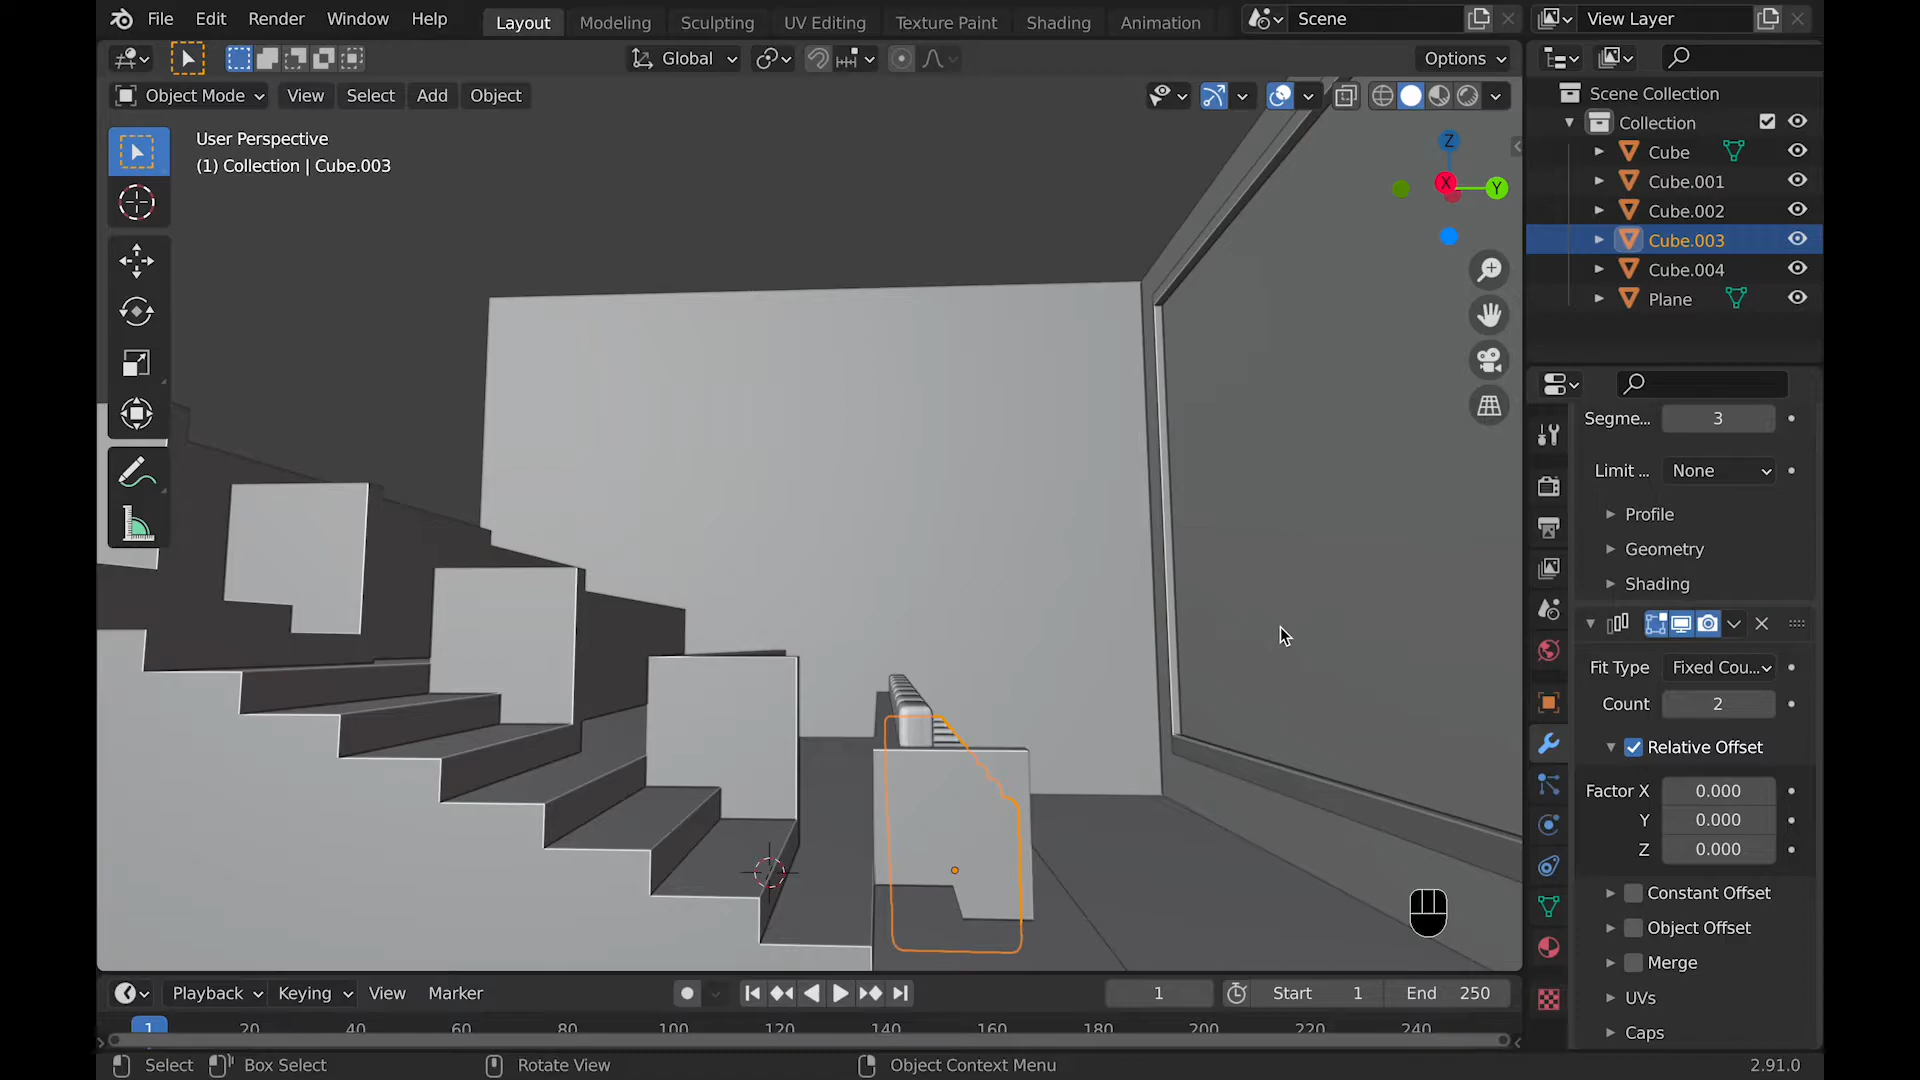 File Edit Render Window Help
Layout Modeling Sculpting UV Editing Texture Paint Shading Animation
Scene
View Layer
Global
Options
Object Mode View Select Add Object
User Perspective
(1) Collection | Cube.003
Z
X
Y
Scene Collection
Collection
Cube
Cube.001
Cube.002
Cube.003
Cube.004
Plane
Segme... 3
Limit ... None
Profile
Geometry
Shading
Fit Type Fixed Cou...
Count 2
Relative Offset
Factor X 0.000
Y 0.000
Z 0.000
Constant Offset
Object Offset
Merge
UVs
Caps
Playback Keying View Marker
1
Start 1
End 250
1 20 40 60 80 100 120 140 160 180 200 220 240
Select Box Select Rotate View Object Context Menu 2.91.0